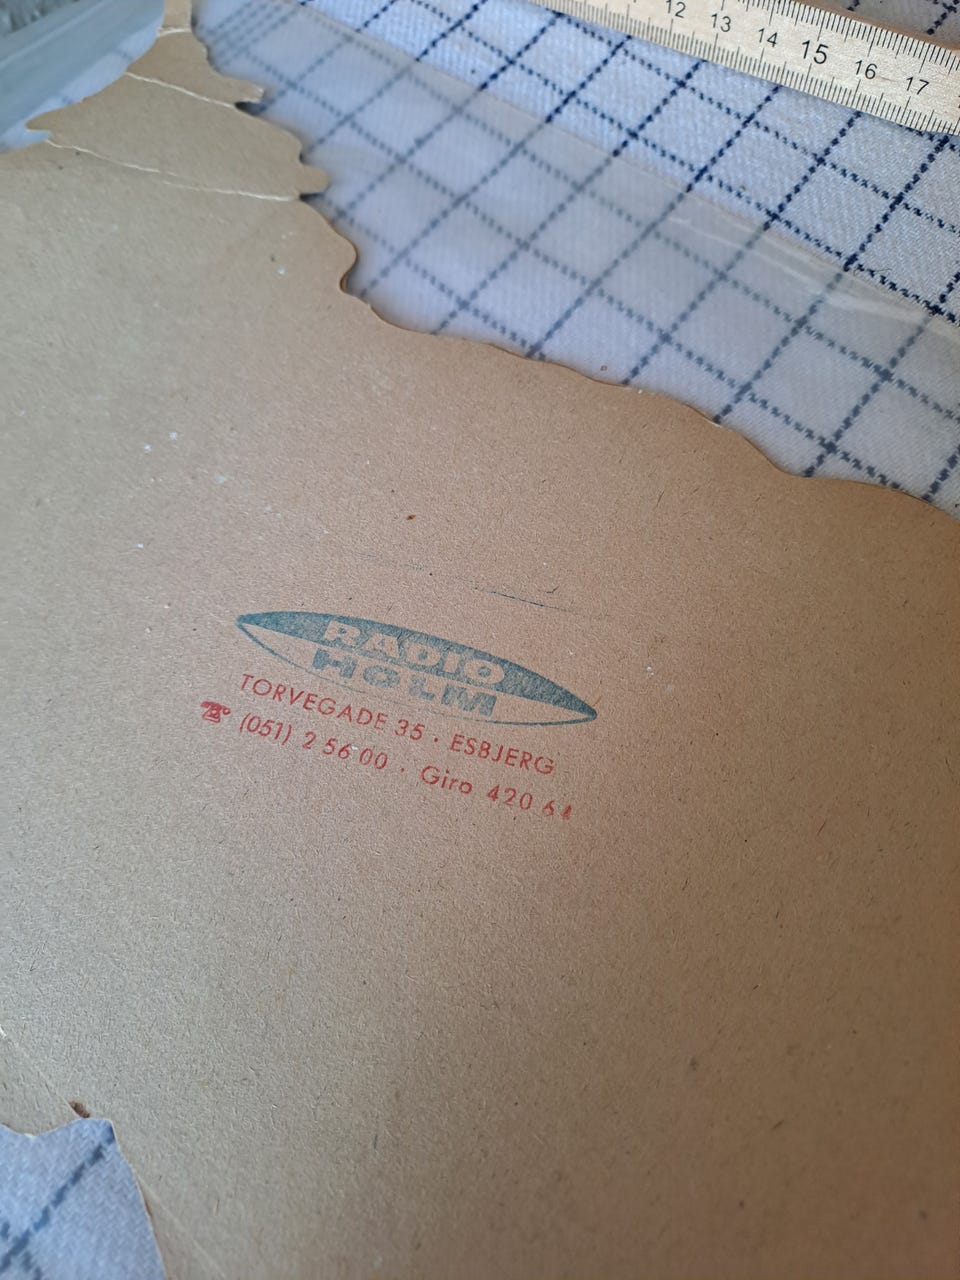 12 13 14 15 16 17
RADIO
HOLM
TORVEGADE 35 · ESBJERG
☎ (051) 2 56 00 · Giro 420 64